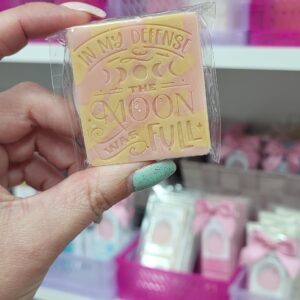 IN MY DEFENSE
THE
MOON
WAS FULL